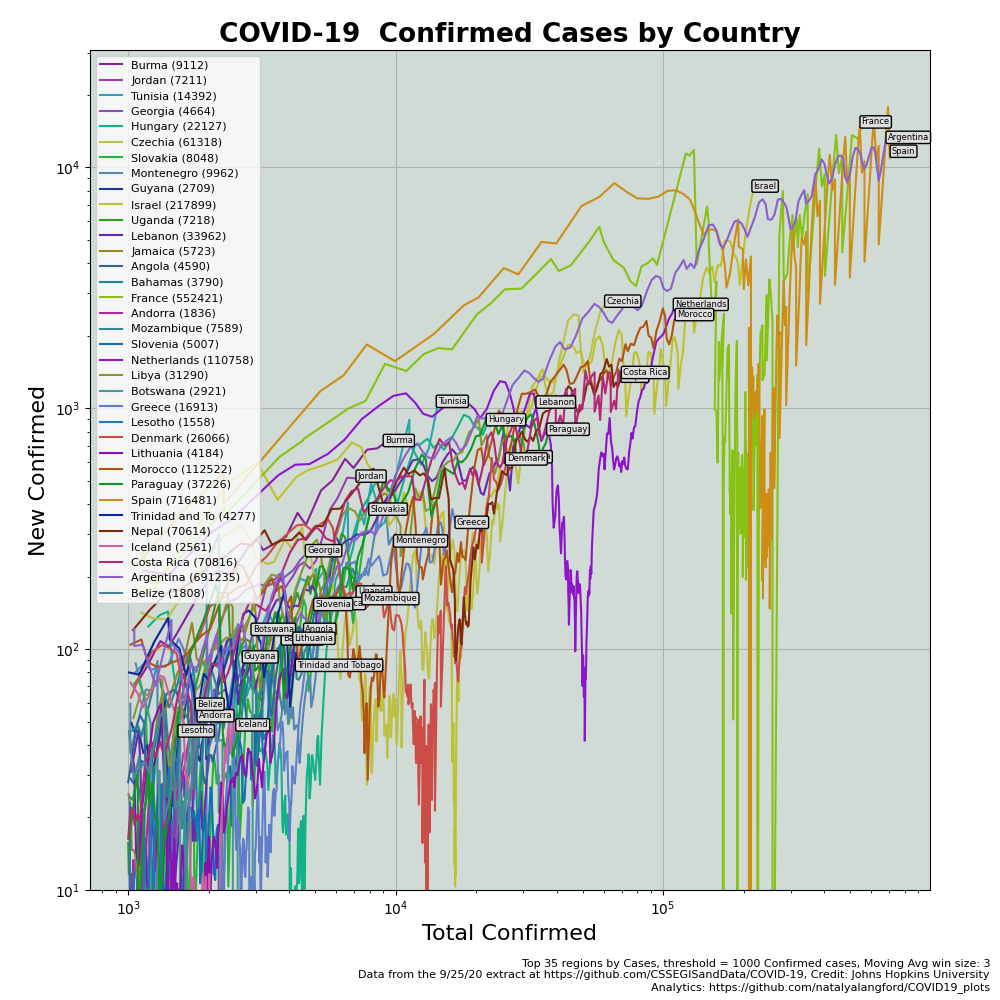 COVID-19  Confirmed Cases by Country
Burma (9112)
Jordan (7211)
Tunisia (14392)
Georgia (4664)
Hungary (22127)
Czechia (61318)
Slovakia (8048)
Montenegro (9962)
Guyana (2709)
Israel (217899)
Uganda (7218)
Lebanon (33962)
Jamaica (5723)
Angola (4590)
Bahamas (3790)
France (552421)
Andorra (1836)
Mozambique (7589)
Slovenia (5007)
Netherlands (110758)
Libya (31290)
Botswana (2921)
Greece (16913)
Lesotho (1558)
Denmark (26066)
Lithuania (4184)
Morocco (112522)
Paraguay (37226)
Spain (716481)
Trinidad and To (4277)
Nepal (70614)
Iceland (2561)
Costa Rica (70816)
Argentina (691235)
Belize (1808)
France
Argentina
Spain
Israel
Czechia
Netherlands
Morocco
Costa Rica
Tunisia
Lebanon
Hungary
Paraguay
Burma
Denmark
Jordan
Slovakia
Greece
Montenegro
Georgia
Uganda
Mozambique
Slovenia
Botswana
Angola
Lithuania
Guyana
Trinidad and Tobago
Belize
Andorra
Iceland
Lesotho
New Confirmed
10⁴
10³
10²
10¹
10³ 10⁴ 10⁵
Total Confirmed
Top 35 regions by Cases, threshold = 1000 Confirmed cases, Moving Avg win size: 3
Data from the 9/25/20 extract at https://github.com/CSSEGISandData/COVID-19, Credit: Johns Hopkins University
Analytics: https://github.com/natalyalangford/COVID19_plots